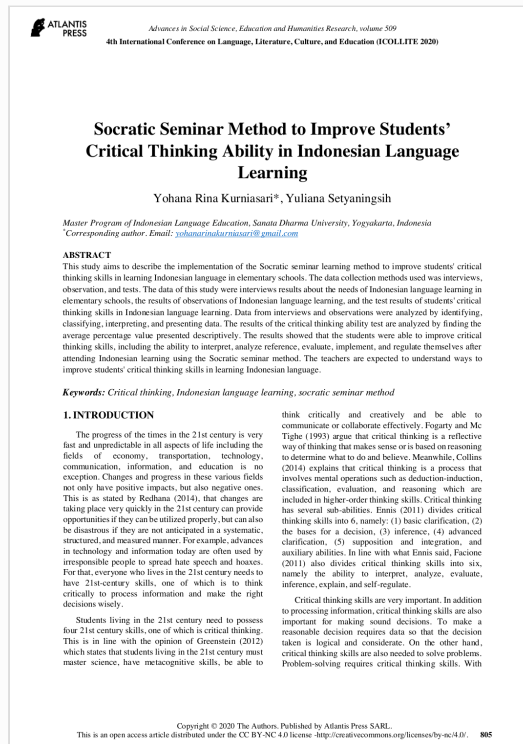 ATLANTIS
PRESS
Advances in Social Science, Education and Humanities Research, volume 509
4th International Conference on Language, Literature, Culture, and Education (ICOLLITE 2020)
Socratic Seminar Method to Improve Students'
Critical Thinking Ability in Indonesian Language
Learning
Yohana Rina Kurniasari*, Yuliana Setyaningsih
Master Program of Indonesian Language Education, Sanata Dharma University, Yogyakarta, Indonesia
*Corresponding author. Email: yohanarinakurniasari@gmail.com
ABSTRACT
This study aims to describe the implementation of the Socratic seminar learning method to improve students' critical
thinking skills in learning Indonesian language in elementary schools. The data collection methods used was interviews,
observation, and tests. The data of this study were interviews results about the needs of Indonesian language learning in
elementary schools, the results of observations of Indonesian language learning, and the test results of students' critical
thinking skills in Indonesian language learning. Data from interviews and observations were analyzed by identifying,
classifying, interpreting, and presenting data. The results of the critical thinking ability test are analyzed by finding the
average percentage value presented descriptively. The results showed that the students were able to improve critical
thinking skills, including the ability to interpret, analyze reference, evaluate, implement, and regulate themselves after
attending Indonesian learning using the Socratic seminar method. The teachers are expected to understand ways to
improve students' critical thinking skills in learning Indonesian language.
Keywords: Critical thinking, Indonesian language learning, socratic seminar method
1. INTRODUCTION
The progress of the times in the 21st century is very
fast and unpredictable in all aspects of life including the
fields of economy, transportation, technology,
communication, information, and education is no
exception. Changes and progress in these various fields
not only have positive impacts, but also negative ones.
This is as stated by Redhana (2014), that changes are
taking place very quickly in the 21st century can provide
opportunities if they can be utilized properly, but can also
be disastrous if they are not anticipated in a systematic,
structured, and measured manner. For example, advances
in technology and information today are often used by
irresponsible people to spread hate speech and hoaxes.
For that, everyone who lives in the 21st century needs to
have 21st-century skills, one of which is to think
critically to process information and make the right
decisions wisely.
Students living in the 21st century need to possess
four 21st century skills, one of which is critical thinking.
This is in line with the opinion of Greenstein (2012)
which states that students living in the 21st century must
master science, have metacognitive skills, be able to
think critically and creatively and be able to
communicate or collaborate effectively. Fogarty and Mc
Tighe (1993) argue that critical thinking is a reflective
way of thinking that makes sense or is based on reasoning
to determine what to do and believe. Meanwhile, Collins
(2014) explains that critical thinking is a process that
involves mental operations such as deduction-induction,
classification, evaluation, and reasoning which are
included in higher-order thinking skills. Critical thinking
has several sub-abilities. Ennis (2011) divides critical
thinking skills into 6, namely: (1) basic clarification, (2)
the bases for a decision, (3) inference, (4) advanced
clarification, (5) supposition and integration, and
auxiliary abilities. In line with what Ennis said, Facione
(2011) also divides critical thinking skills into six,
namely the ability to interpret, analyze, evaluate,
inference, explain, and self-regulate.
Critical thinking skills are very important. In addition
to processing information, critical thinking skills are also
important for making sound decisions. To make a
reasonable decision requires data so that the decision
taken is logical and considerate. On the other hand,
critical thinking skills are also needed to solve problems.
Problem-solving requires critical thinking skills. With
Copyright © 2020 The Authors. Published by Atlantis Press SARL.
This is an open access article distributed under the CC BY-NC 4.0 license -http://creativecommons.org/licenses/by-nc/4.0/. 805